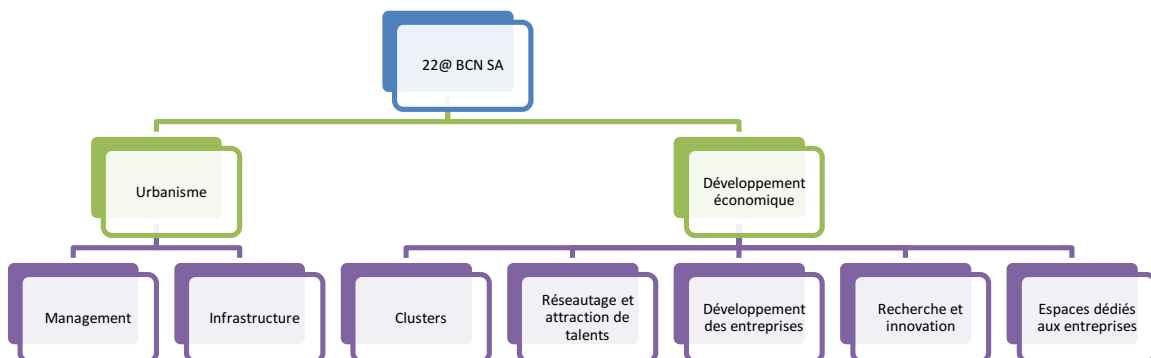 22@ BCN SA
Urbanisme
Développement
économique
Management
Infrastructure
Clusters
Réseautage et
attraction de
talents
Développement
des entreprises
Recherche et
innovation
Espaces dédiés
aux entreprises